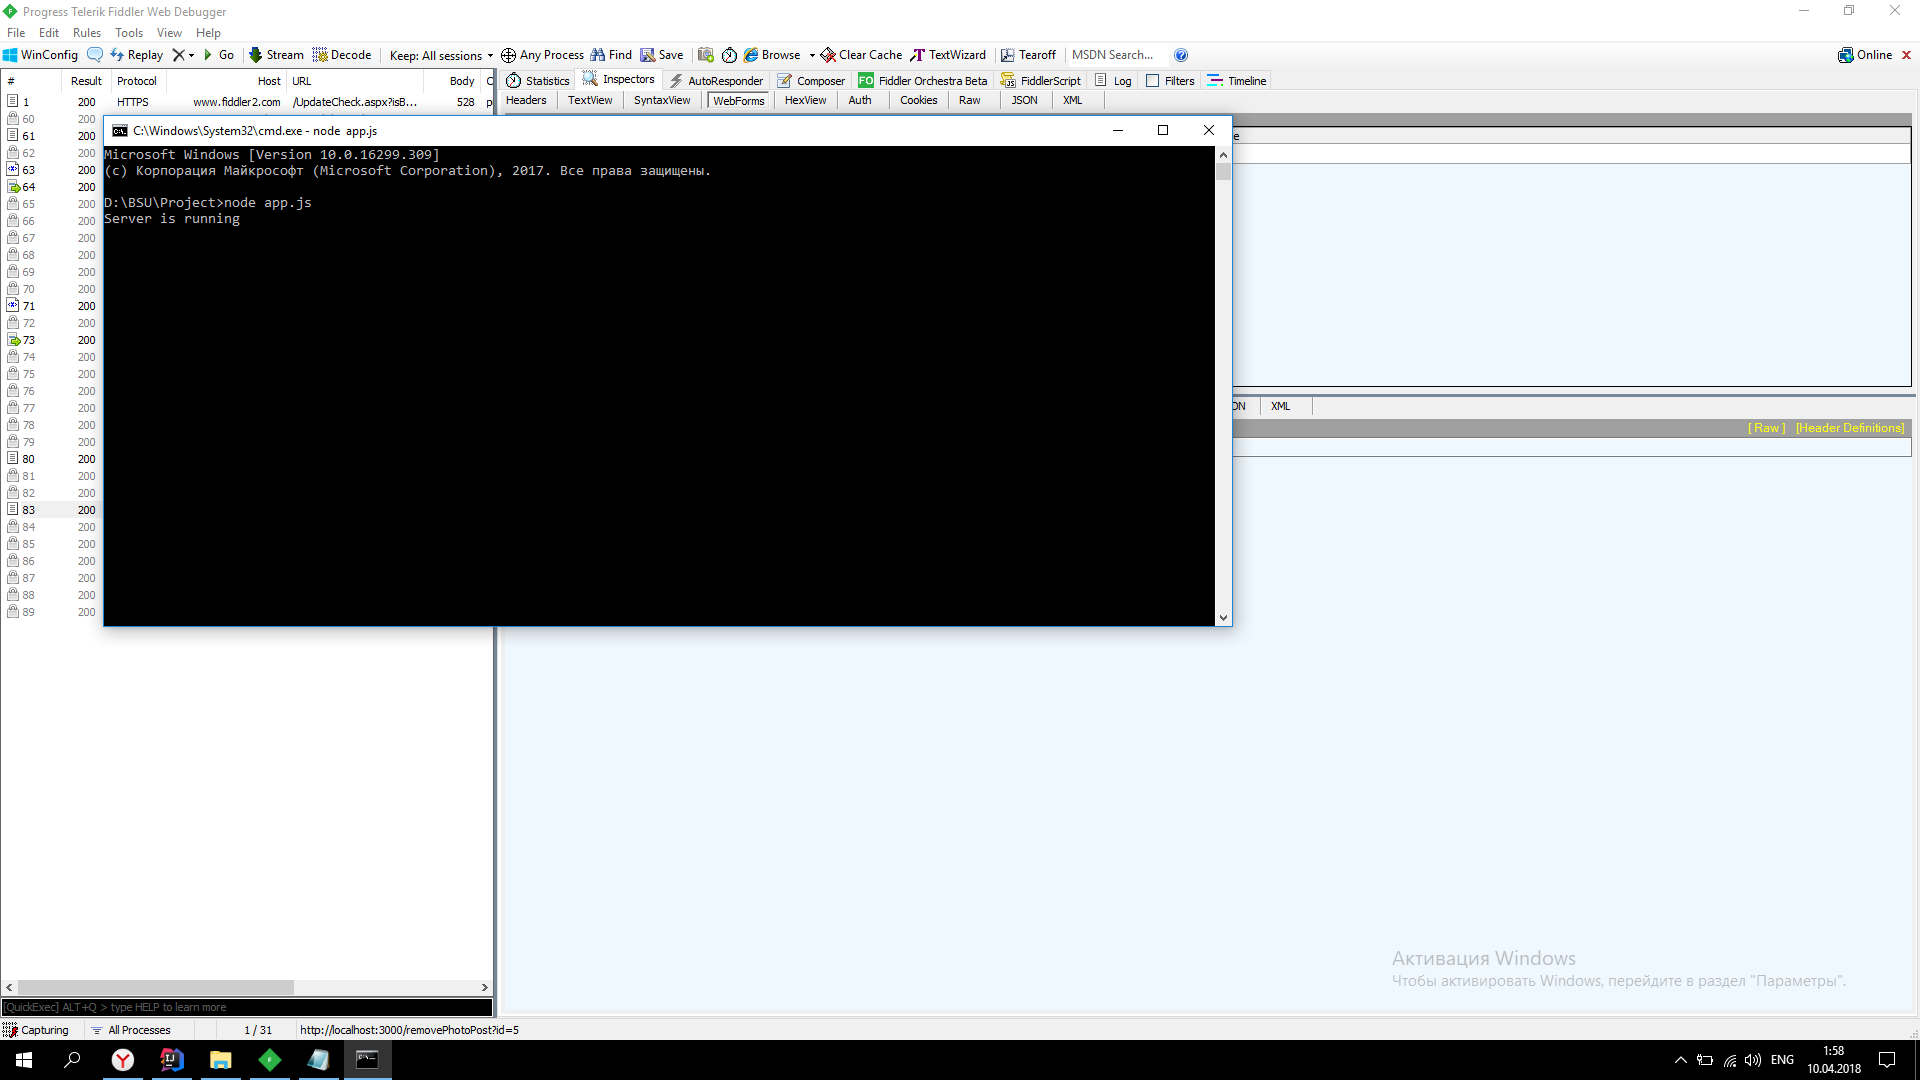 Progress Telerik Fiddler Web Debugger
File Edit Rules Tools View Help
WinConfig Replay Go Stream Decode Keep: All sessions Any Process Find Save Browse Clear Cache TextWizard Tearoff MSDN Search... Online
# Result Protocol Host URL Body C
Statistics Inspectors AutoResponder Composer FO Fiddler Orchestra Beta FiddlerScript Log Filters Timeline
Headers TextView SyntaxView WebForms HexView Auth Cookies Raw JSON XML
1 200 HTTPS www.fiddler2.com /UpdateCheck.aspx?isB... 528 p
60 200
61 200
62 200
63 200
64 200
65 200
66 200
67 200
68 200
69 200
70 200
71 200
72 200
73 200
74 200
75 200
76 200
77 200
78 200
79 200
80 200
81 200
82 200
83 200
84 200
85 200
86 200
87 200
88 200
89 200
C:\Windows\System32\cmd.exe - node app.js
Microsoft Windows [Version 10.0.16299.309]
(c) Корпорация Майкрософт (Microsoft Corporation), 2017. Все права защищены.
D:\BSU\Project>node app.js
Server is running
e
ON XML
[ Raw ] [Header Definitions]
Активация Windows
Чтобы активировать Windows, перейдите в раздел "Параметры".
[QuickExec] ALT+Q > type HELP to learn more
Capturing All Processes 1 / 31 http://localhost:3000/removePhotoPost?id=5
ENG
1:58
10.04.2018